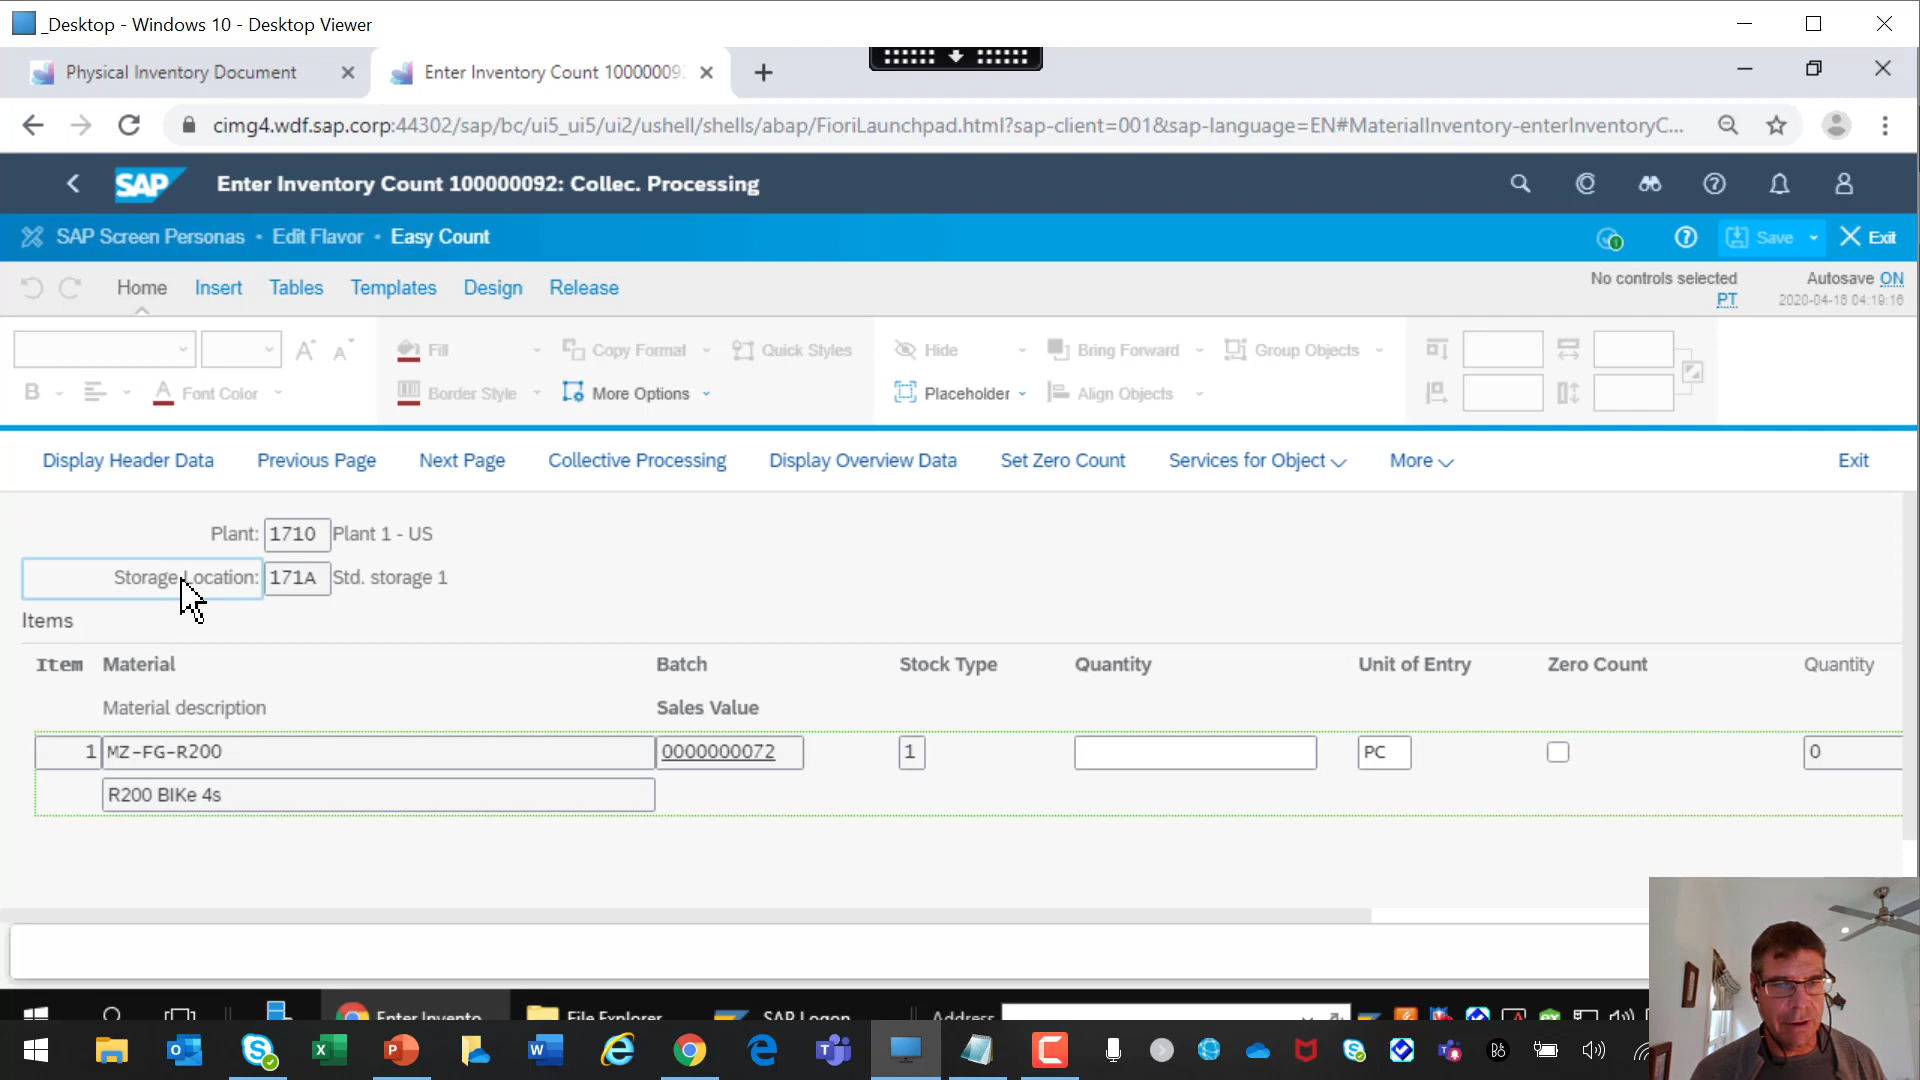 _Desktop - Windows 10 - Desktop Viewer
Physical Inventory Document
Enter Inventory Count 100000092
cimg4.wdf.sap.corp:44302/sap/bc/ui5_ui5/ui2/ushell/shells/abap/FioriLaunchpad.html?sap-client=001&sap-language=EN#MaterialInventory-enterInventoryC...
SAP Enter Inventory Count 100000092: Collec. Processing
SAP Screen Personas • Edit Flavor • Easy Count
1 Save Exit
Home Insert Tables Templates Design Release
No controls selected Autosave ON
PT 2020-04-16 04:19:16
Fill Copy Format Quick Styles Hide Bring Forward Group Objects
B Font Color Border Style More Options Placeholder Align Objects
Display Header Data Previous Page Next Page Collective Processing Display Overview Data Set Zero Count Services for Object More Exit
Plant: 1710 Plant 1 - US
Storage Location: 171A Std. storage 1
Items
Item Material Batch Stock Type Quantity Unit of Entry Zero Count Quantity
Material description Sales Value
1 MZ-FG-R200 0000000072 1 PC 0
R200 BIKe 4s
Enter Invento File Explorer SAP Logon Address